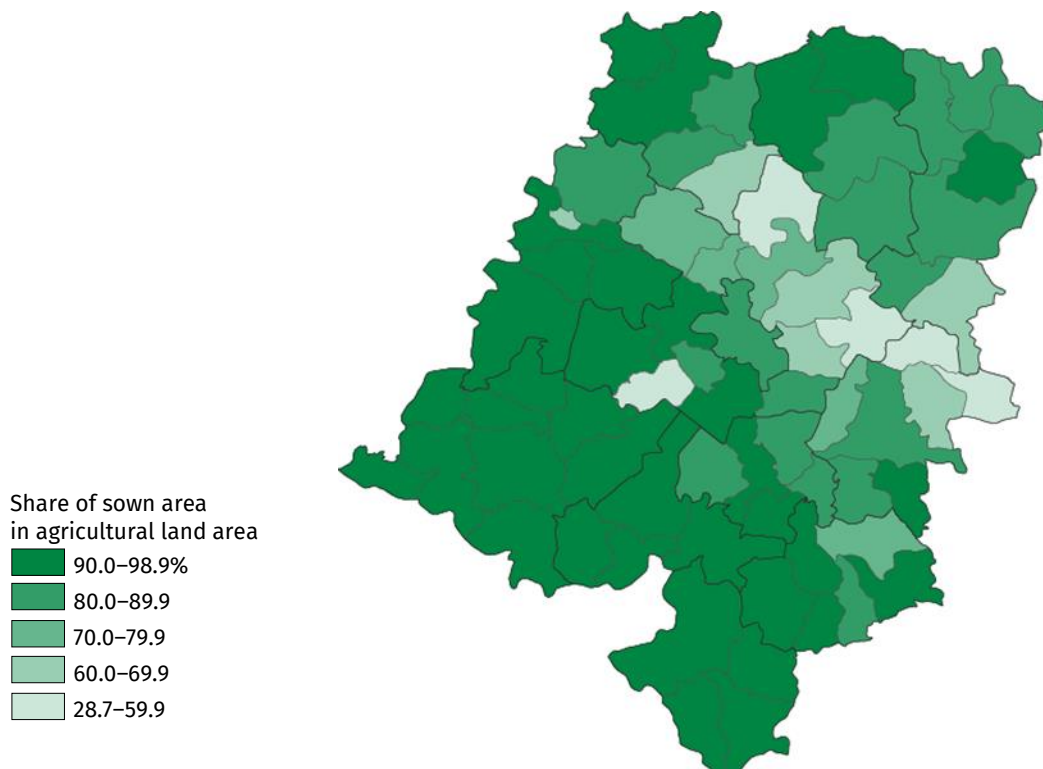 Share of sown area
in agricultural land area
90.0–98.9%
80.0–89.9
70.0–79.9
60.0–69.9
28.7–59.9